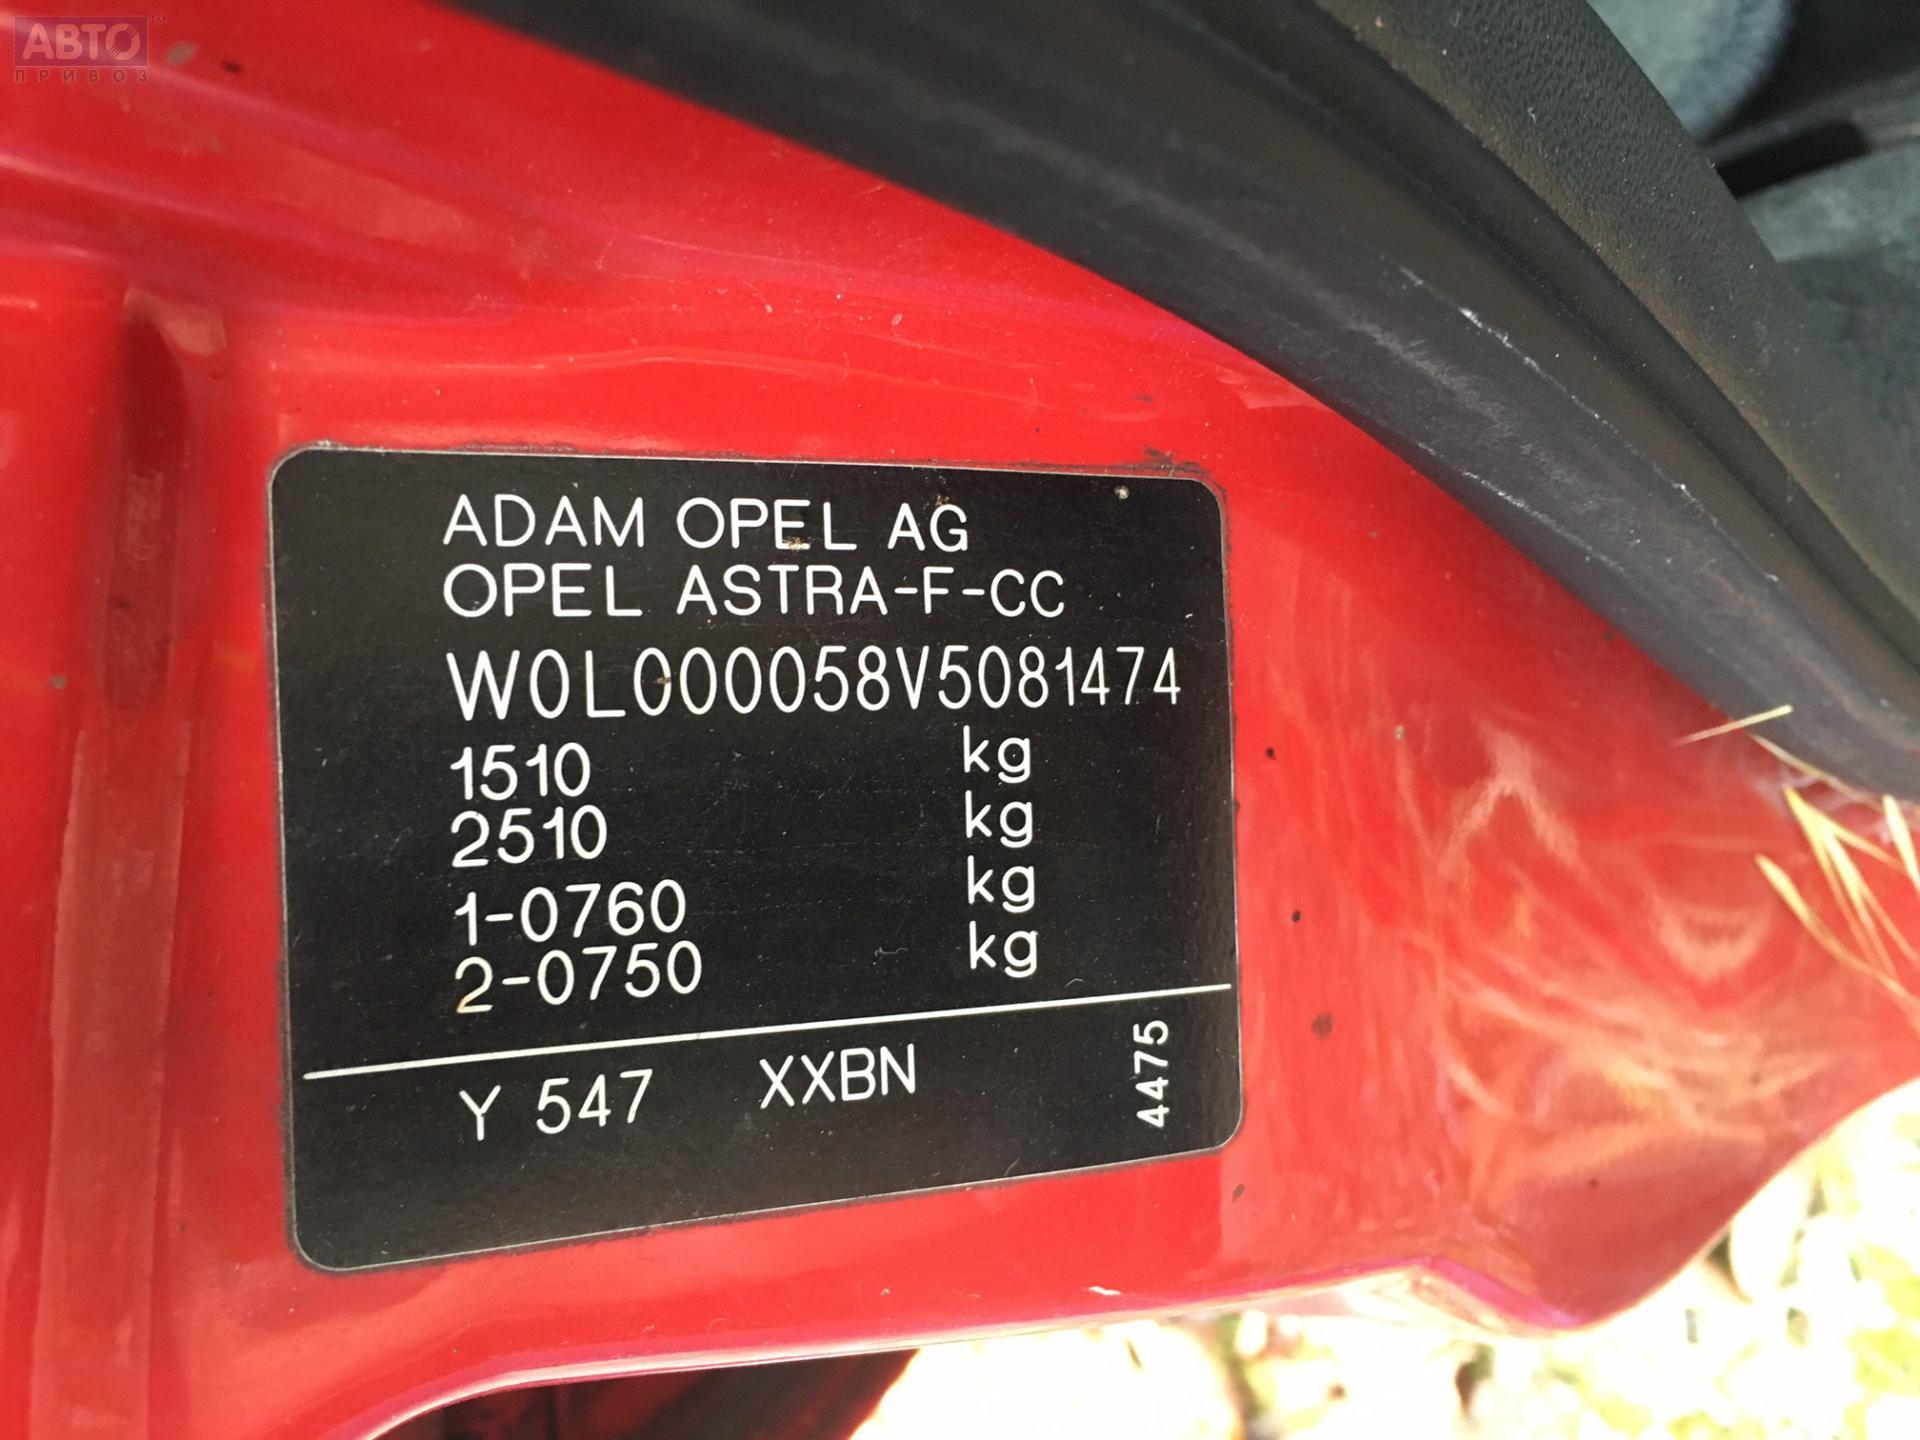 АВТО™
ПРИВОЗ
ADAM OPEL AG
OPEL ASTRA-F-CC
W0L000058V5081474
1510 kg
2510 kg
1-0760 kg
2-0750 kg
Y 547 XXBN 4475